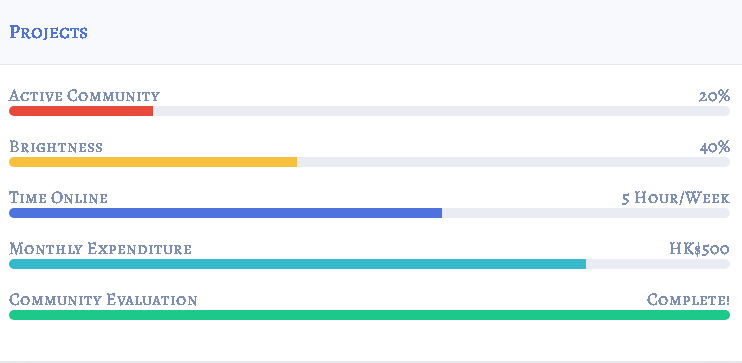 Projects
Active Community 20%
Brightness 40%
Time Online 5 Hour/Week
Monthly Expenditure HK$500
Community Evaluation Complete!